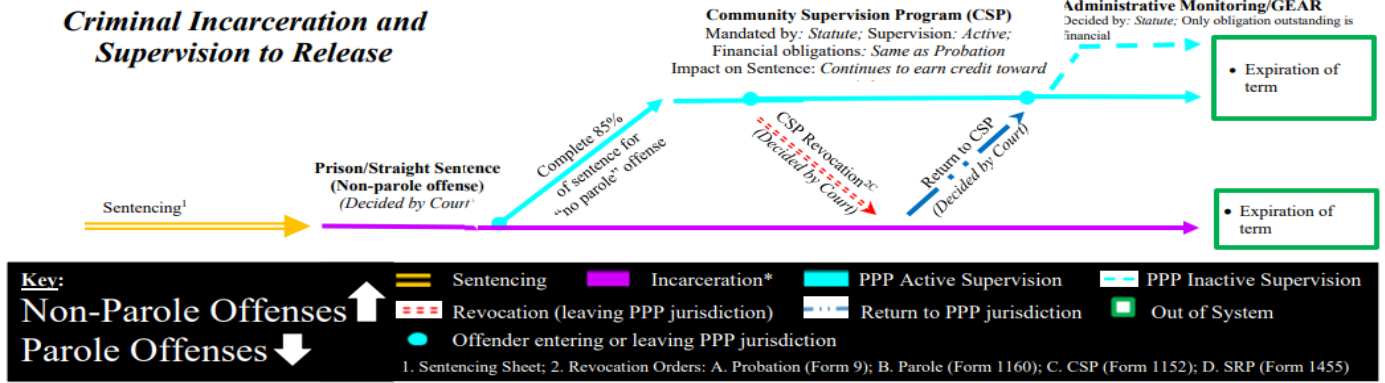 Criminal Incarceration and
Supervision to Release
Community Supervision Program (CSP)
Mandated by: Statute; Supervision: Active;
Financial obligations: Same as Probation
Impact on Sentence: Continues to earn credit toward
Administrative Monitoring/GEAR
Decided by: Statute; Only obligation outstanding is
financial
• Expiration of
term
Complete 85%
of sentence for
"no parole" offense
CSP Revocation2C
(Decided by Court)
Return to CSP
(Decided by Court)
Prison/Straight Sentence
(Non-parole offense)
(Decided by Court)
Sentencing1
• Expiration of
term
Key:
Non-Parole Offenses
Parole Offenses
Sentencing
Incarceration*
PPP Active Supervision
PPP Inactive Supervision
Revocation (leaving PPP jurisdiction)
Return to PPP jurisdiction
Out of System
Offender entering or leaving PPP jurisdiction
1. Sentencing Sheet; 2. Revocation Orders: A. Probation (Form 9); B. Parole (Form 1160); C. CSP (Form 1152); D. SRP (Form 1455)